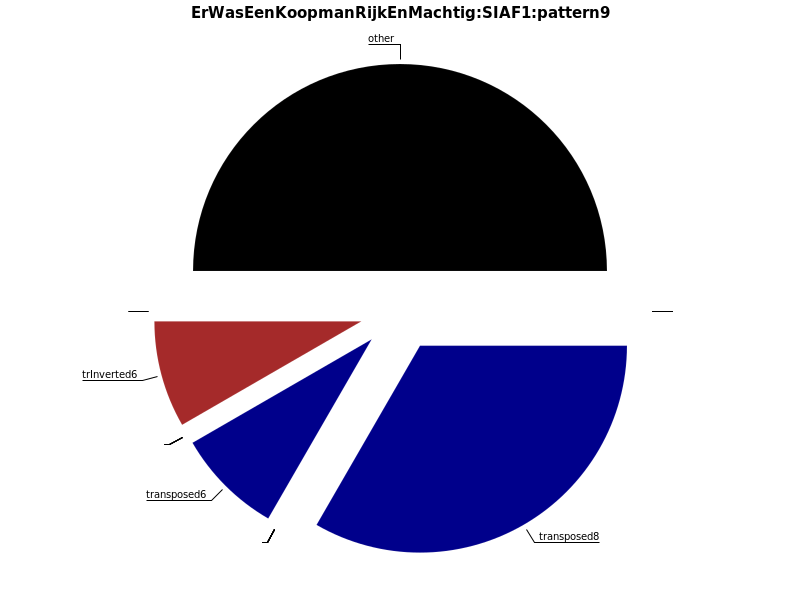 ErWasEenKoopmanRijkEnMachtig:SIAF1:pattern9
other
trInverted6
transposed6
transposed8